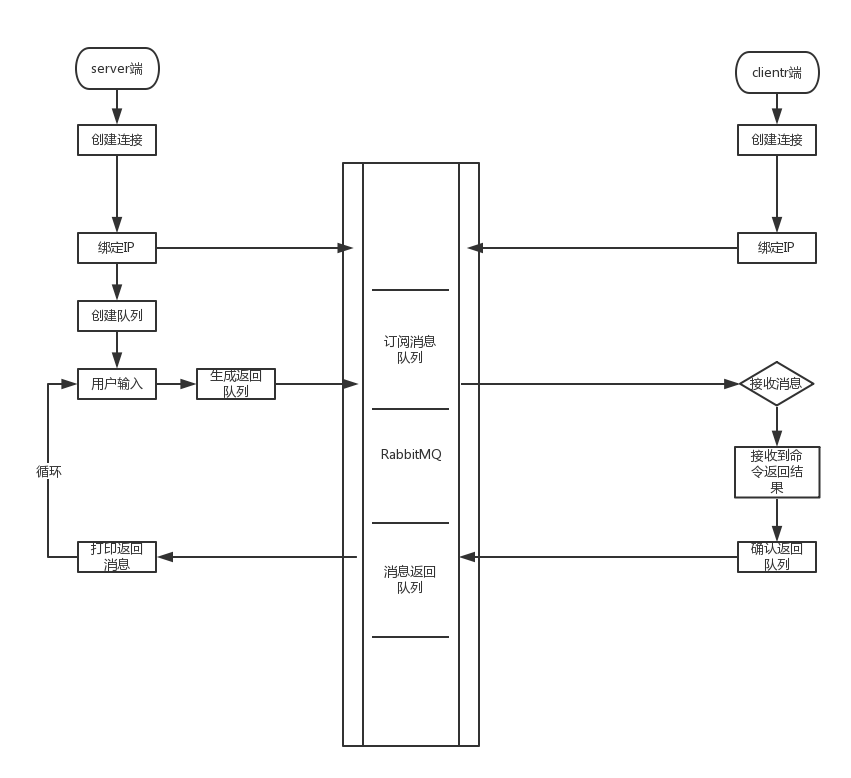 server端
clientr端
创建连接
创建连接
绑定IP
绑定IP
创建队列
订阅消息
队列
用户输入
生成返回
队列
接收消息
RabbitMQ
循环
接收到命
令返回结
果
打印返回
消息
消息返回
队列
确认返回
队列